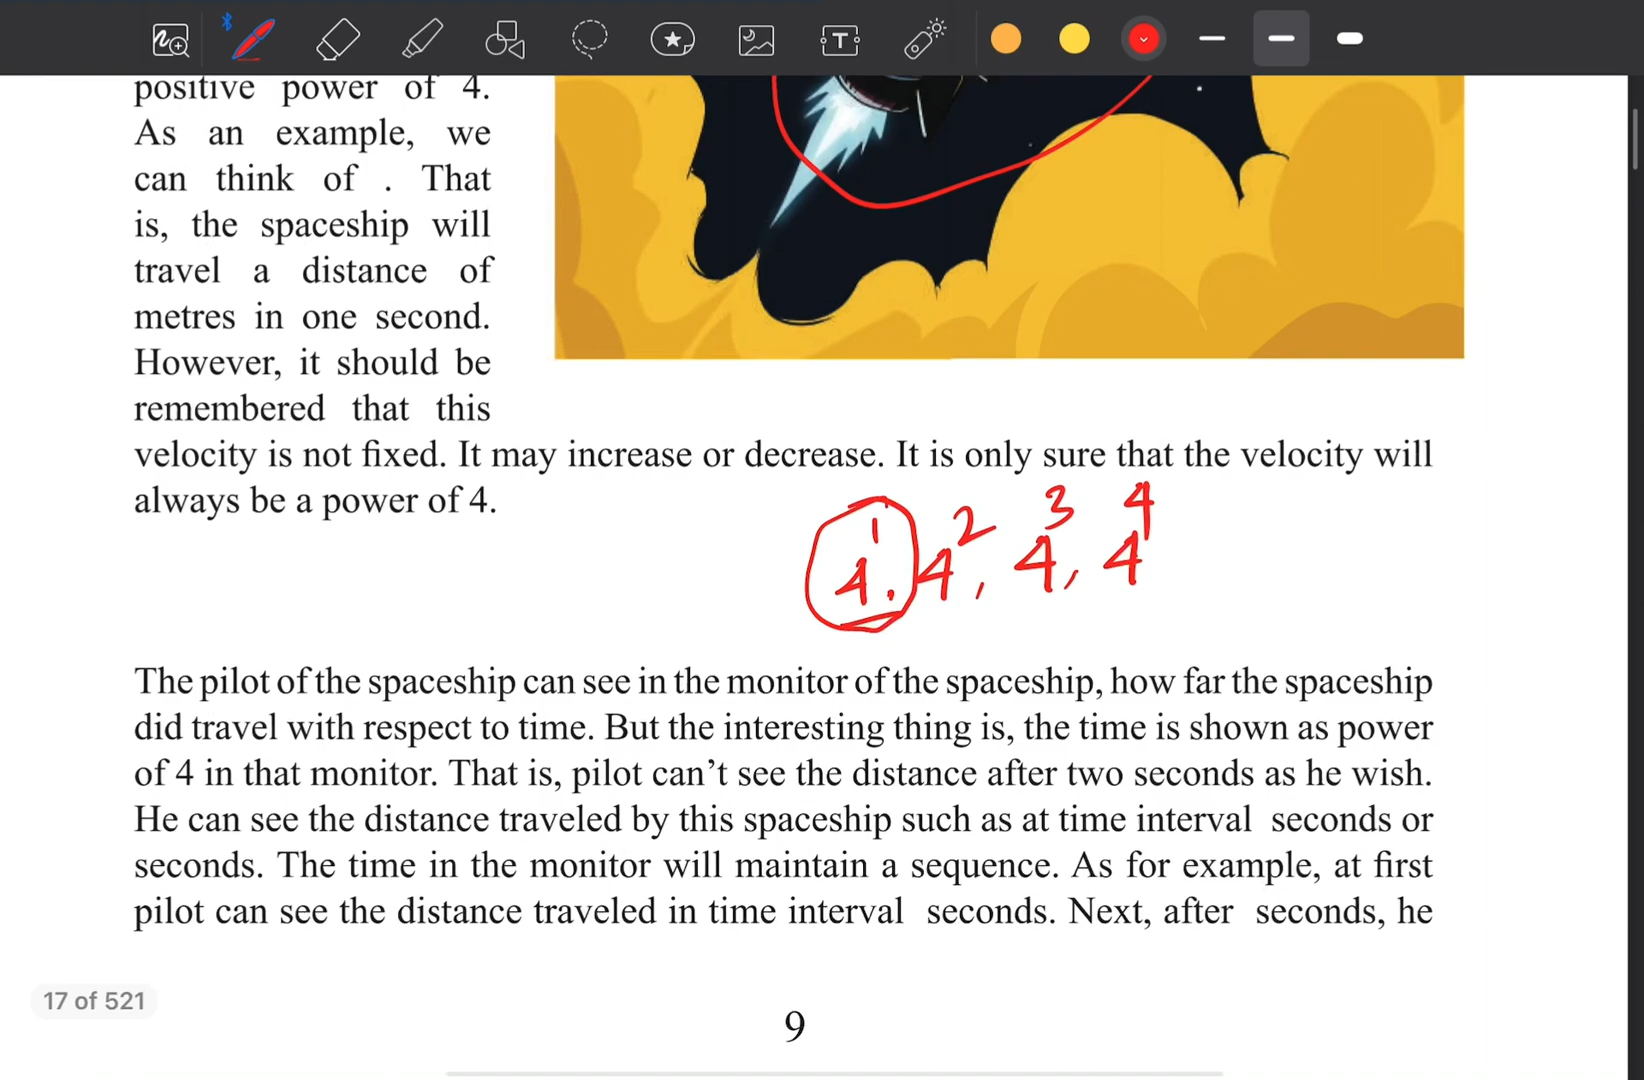 positive power of 4.
As an example, we
can think of . That
is, the spaceship will
travel a distance of
metres in one second.
However, it should be
remembered that this
velocity is not fixed. It may increase or decrease. It is only sure that the velocity will
always be a power of 4.
4¹, 4², 4³, 4⁴
The pilot of the spaceship can see in the monitor of the spaceship, how far the spaceship
did travel with respect to time. But the interesting thing is, the time is shown as power
of 4 in that monitor. That is, pilot can’t see the distance after two seconds as he wish.
He can see the distance traveled by this spaceship such as at time interval seconds or
seconds. The time in the monitor will maintain a sequence. As for example, at first
pilot can see the distance traveled in time interval seconds. Next, after seconds, he
17 of 521
9